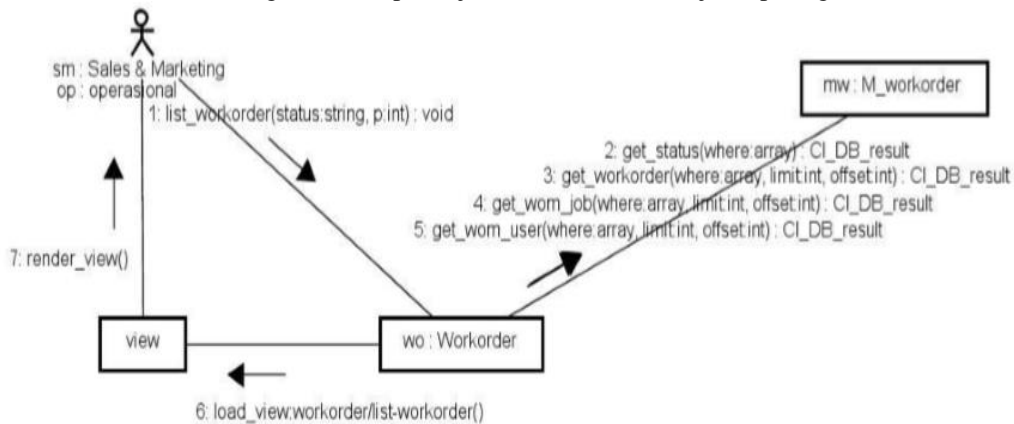 sm : Sales & Marketing
op : operasional
1: list_workorder(status:string, p:int) : void
mw : M_workorder
2: get_status(where:array) : CI_DB_result
3: get_workorder(where:array, limit:int, offset:int) : CI_DB_result
4: get_wom_job(where:array, limit:int, offset:int) : CI_DB_result
5: get_wom_user(where:array, limit:int, offset:int) : CI_DB_result
7: render_view()
view
wo : Workorder
6: load_view:workorder/list-workorder()